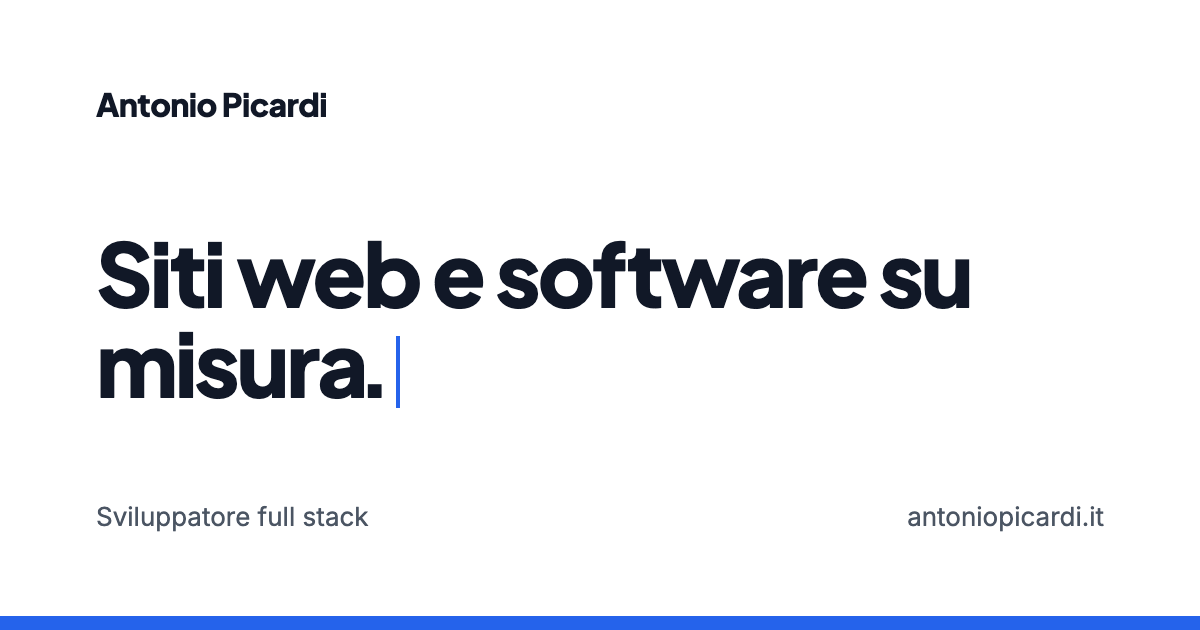 Antonio Picardi
Siti web e software su
misura.
Sviluppatore full stack
antoniopicardi.it